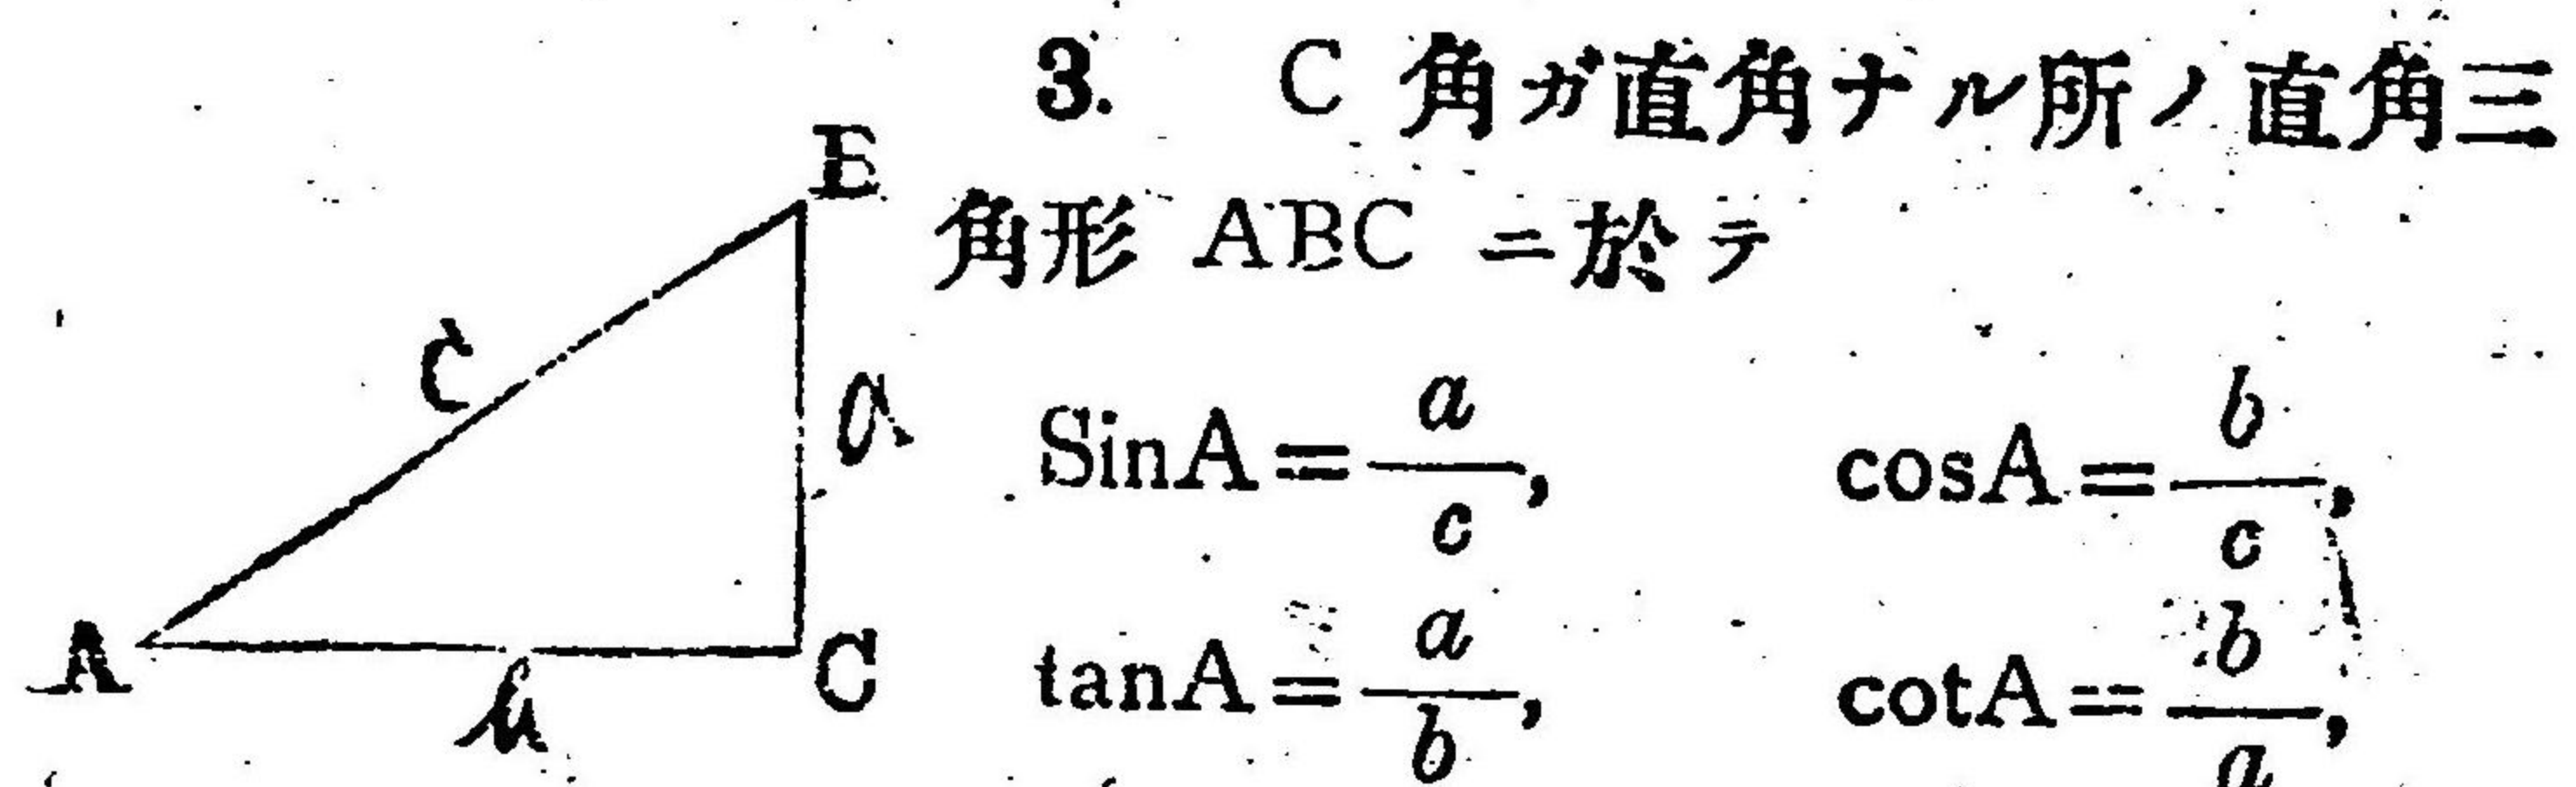 3. C 角ガ直角ナル所ノ直角三
角形 ABC ニ於テ
SinA = a/c, cosA = b/c,
tanA = a/b, cotA = b/a,
B
c
a
A
b
C